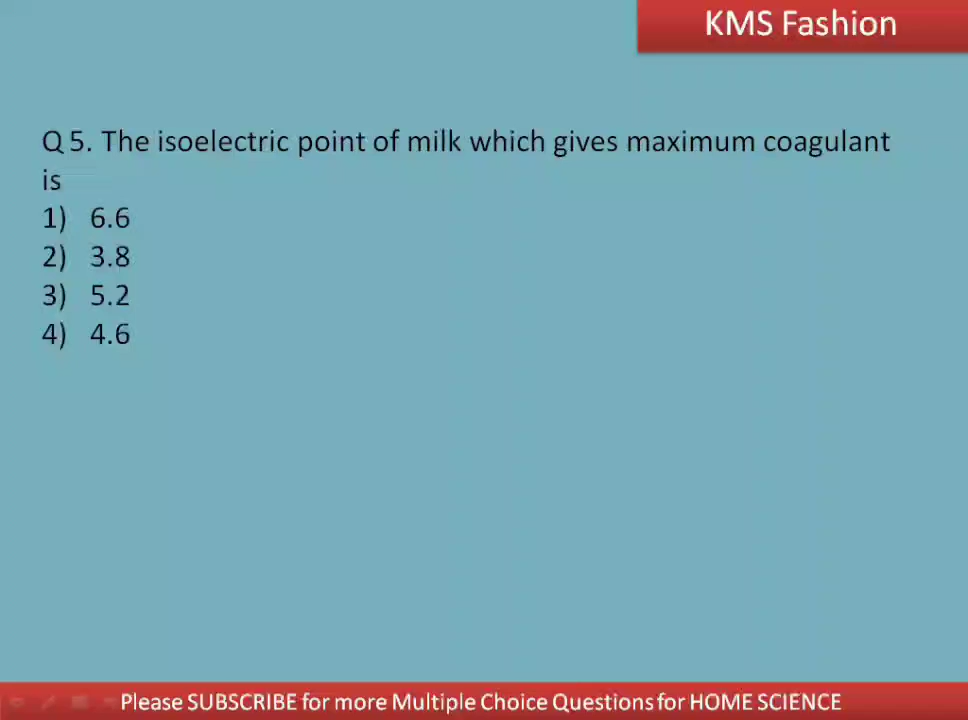 KMS Fashion
Q 5. The isoelectric point of milk which gives maximum coagulant
is
1) 6.6
2) 3.8
3) 5.2
4) 4.6
Please SUBSCRIBE for more Multiple Choice Questions for HOME SCIENCE